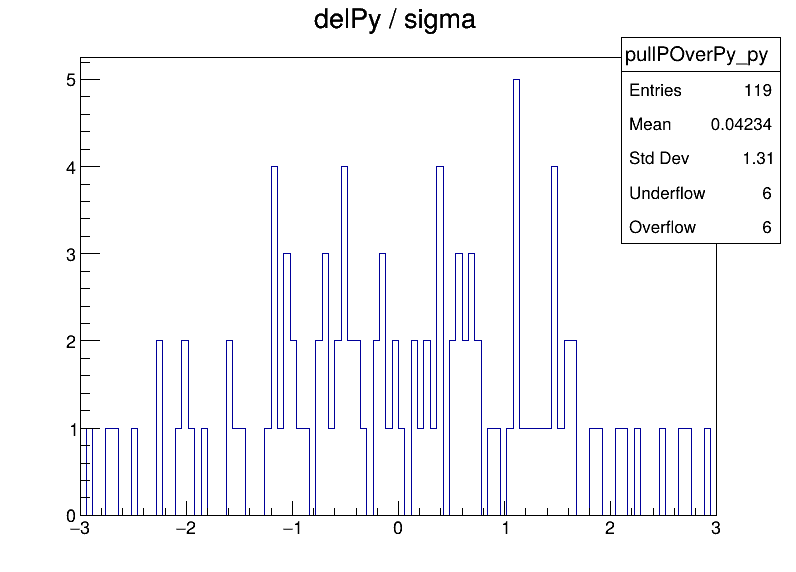 delPy / sigma
pullPOverPy_py
Entries 119
Mean 0.04234
Std Dev 1.31
Underflow 6
Overflow 6
5
4
3
2
1
0
−3 −2 −1 0 1 2 3